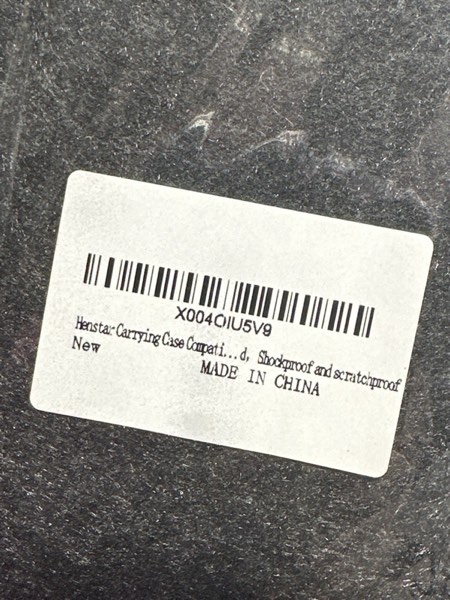 X004OIU5V9
Henstar Carrying Case Compati...d, Shockproof and scratchproof
New
MADE IN CHINA